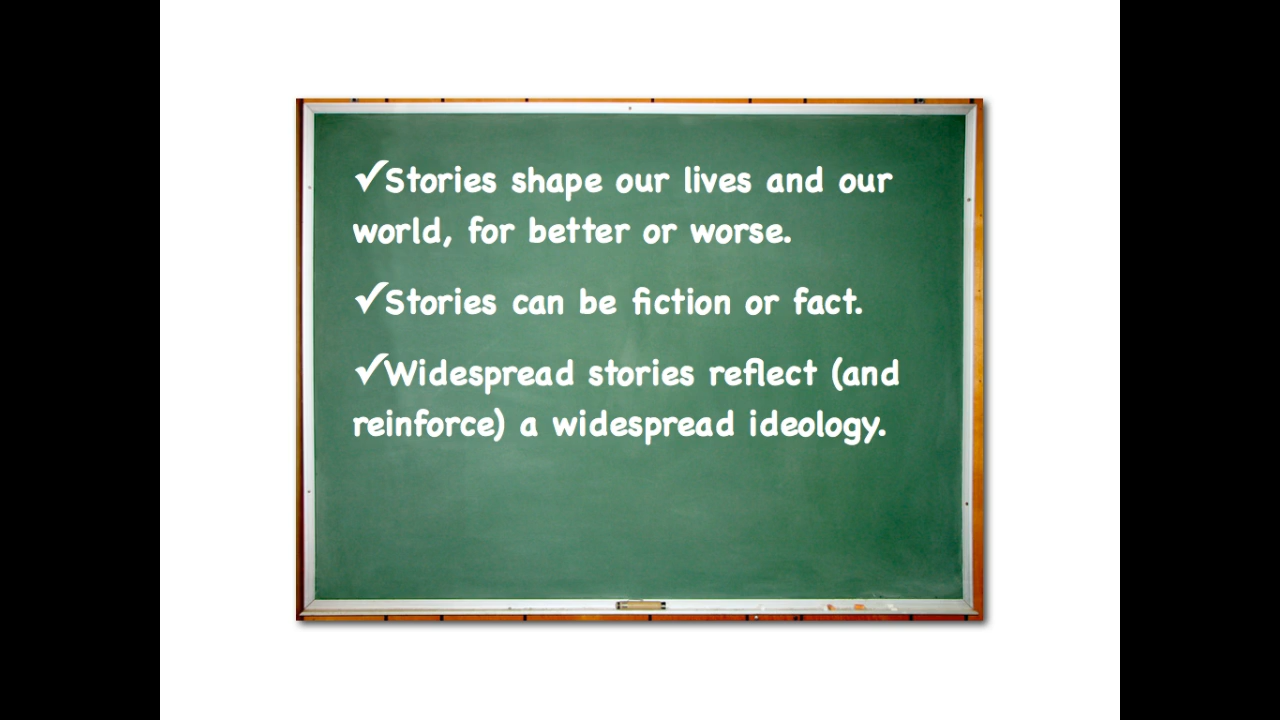 ✓Stories shape our lives and our
world, for better or worse.
✓Stories can be fiction or fact.
✓Widespread stories reflect (and
reinforce) a widespread ideology.